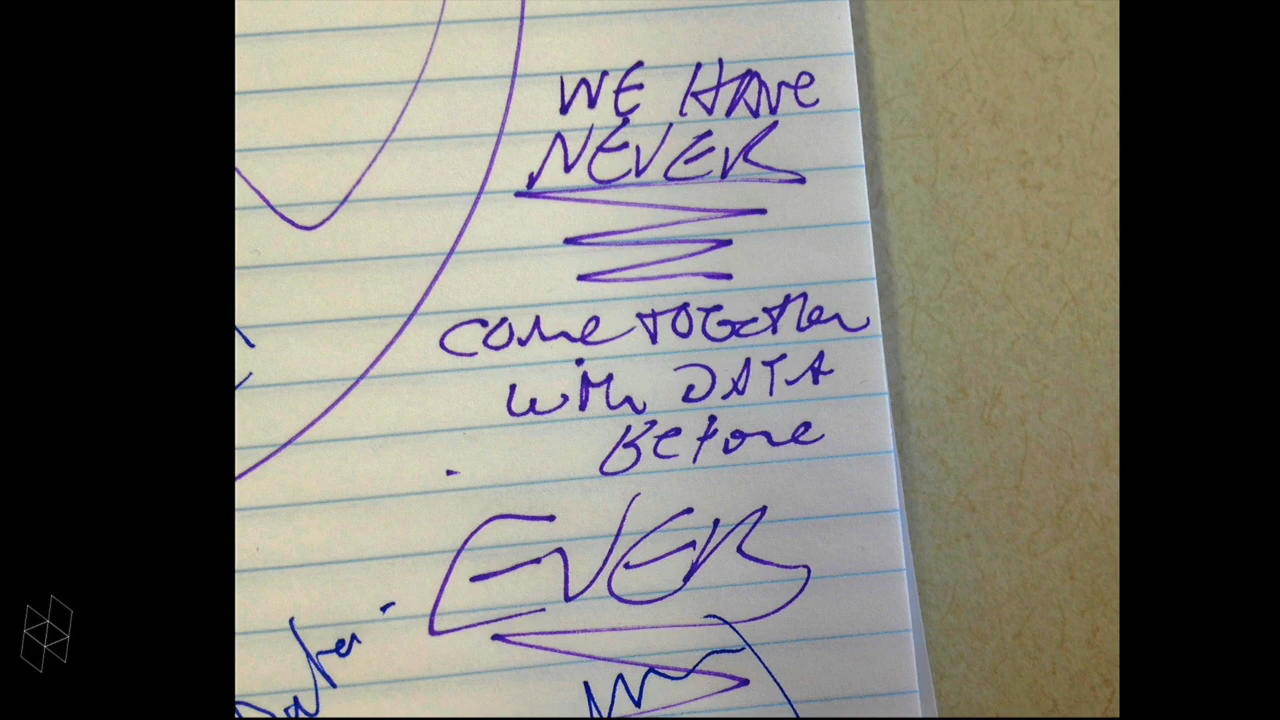 WE HAVe
NEVER
Come TOGether
with DATA
Before
EVER